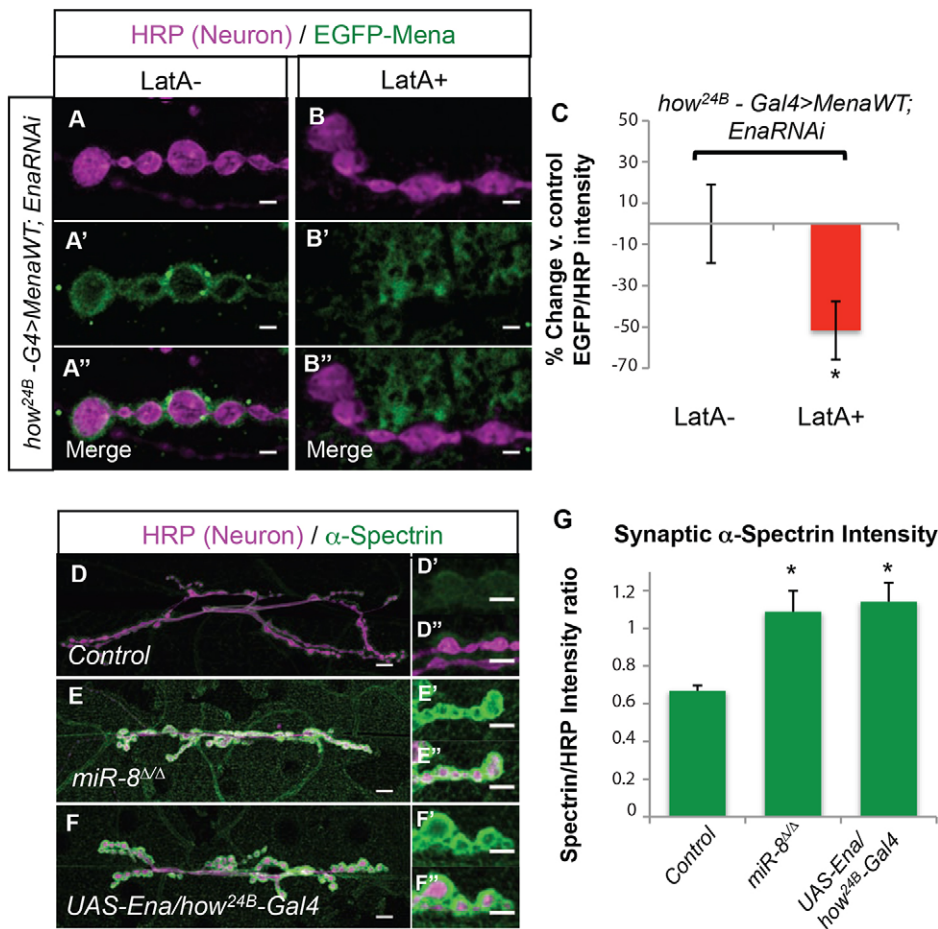 HRP (Neuron) / EGFP-Mena
LatA-
LatA+
how24B -G4>MenaWT; EnaRNAi
A
B
A'
B'
A"
Merge
B"
C
how24B - Gal4>MenaWT;
EnaRNAi
% Change v. control
EGFP/HRP intensity
50
30
10
-10
-30
-50
-70
*
LatA-
LatA+
HRP (Neuron) / α-Spectrin
D
Control
D'
D"
E
miR-8Δ/Δ
E'
E"
F
UAS-Ena/how24B-Gal4
F'
F"
G
Synaptic α-Spectrin Intensity
Spectrin/HRP Intensity ratio
1.2
1
0.8
0.6
0.4
1.2
0
*
*
Control
miR-8Δ/Δ
UAS-Ena/
how24B-Gal4